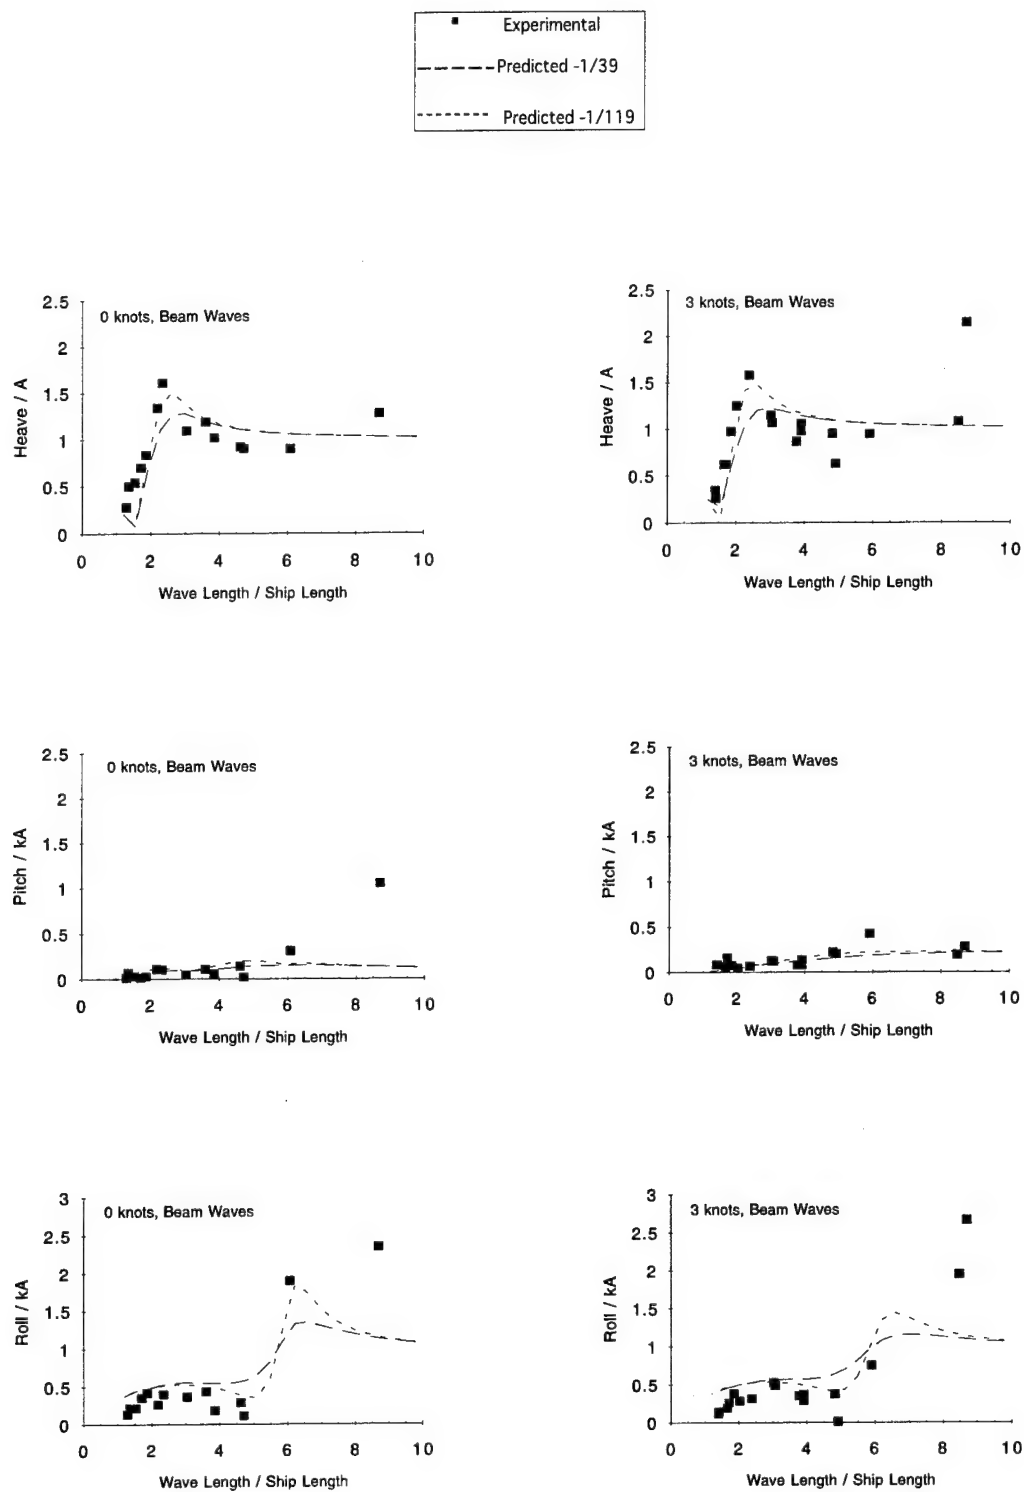 Experimental
Predicted -1/39
Predicted -1/119
0 knots, Beam Waves
Heave / A
2.5
2
1.5
1
0.5
0
0 2 4 6 8 10
Wave Length / Ship Length
3 knots, Beam Waves
Heave / A
2.5
2
1.5
1
0.5
0
0 2 4 6 8 10
Wave Length / Ship Length
0 knots, Beam Waves
Pitch / kA
2.5
2
1.5
1
0.5
0
0 2 4 6 8 10
Wave Length / Ship Length
3 knots, Beam Waves
Pitch / kA
2.5
2
1.5
1
0.5
0
0 2 4 6 8 10
Wave Length / Ship Length
0 knots, Beam Waves
Roll / kA
3
2.5
2
1.5
1
0.5
0
0 2 4 6 8 10
Wave Length / Ship Length
3 knots, Beam Waves
Roll / kA
3
2.5
2
1.5
1
0.5
0
0 2 4 6 8 10
Wave Length / Ship Length